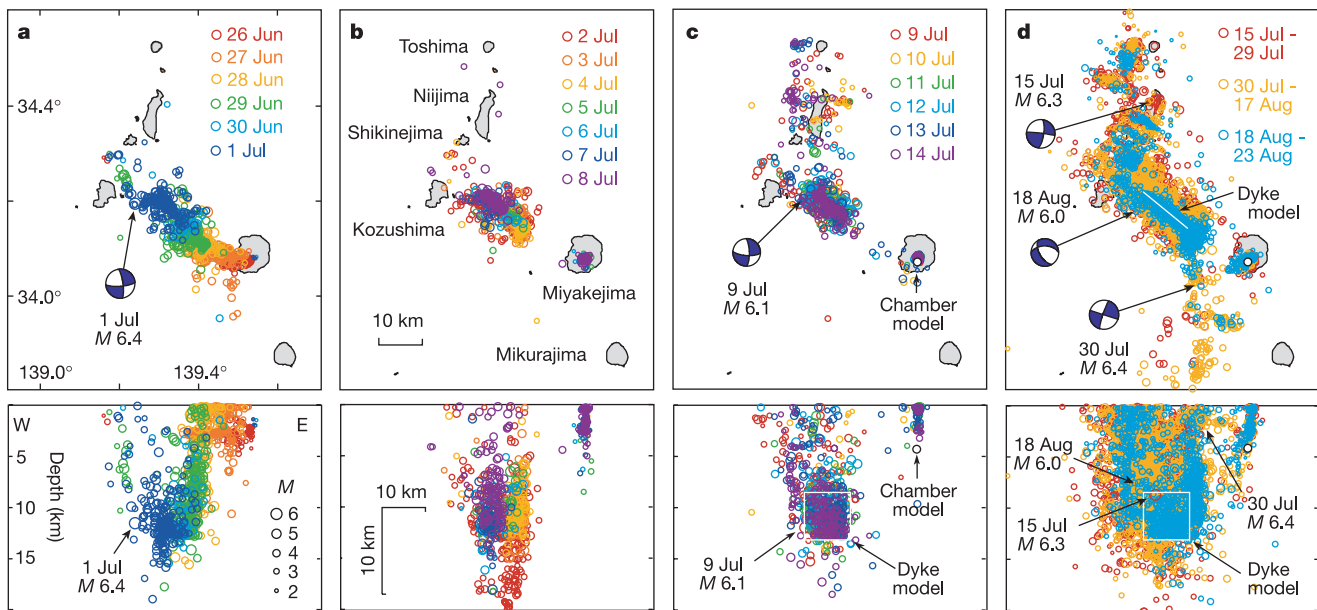 a
26 Jun
27 Jun
28 Jun
29 Jun
30 Jun
1 Jul
34.4°
34.0°
139.0°
139.4°
1 Jul
M 6.4
b
2 Jul
3 Jul
4 Jul
5 Jul
6 Jul
7 Jul
8 Jul
Toshima
Niijima
Shikinejima
Kozushima
Miyakejima
Mikurajima
10 km
c
9 Jul
10 Jul
11 Jul
12 Jul
13 Jul
14 Jul
9 Jul
M 6.1
Chamber
model
d
15 Jul -
29 Jul
30 Jul -
17 Aug
18 Aug -
23 Aug
15 Jul
M 6.3
18 Aug
M 6.0
Dyke
model
30 Jul
M 6.4
W
E
5
10
15
Depth (km)
M
6
5
4
3
2
1 Jul
M 6.4
10 km
10 km
Chamber
model
9 Jul
M 6.1
Dyke
model
18 Aug
M 6.0
15 Jul
M 6.3
30 Jul
M 6.4
Dyke
model